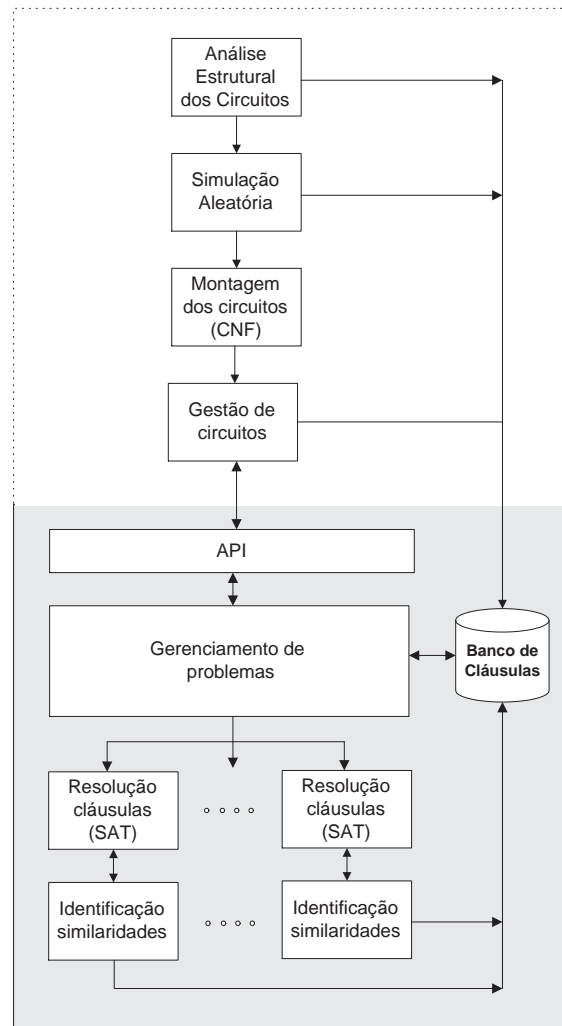 Análise
Estrutural
dos Circuitos
Simulação
Aleatória
Montagem
dos circuitos
(CNF)
Gestão de
circuitos
API
Gerenciamento de
problemas
Banco de
Cláusulas
Resolução
cláusulas
(SAT)
Resolução
cláusulas
(SAT)
Identificação
similaridades
Identificação
similaridades